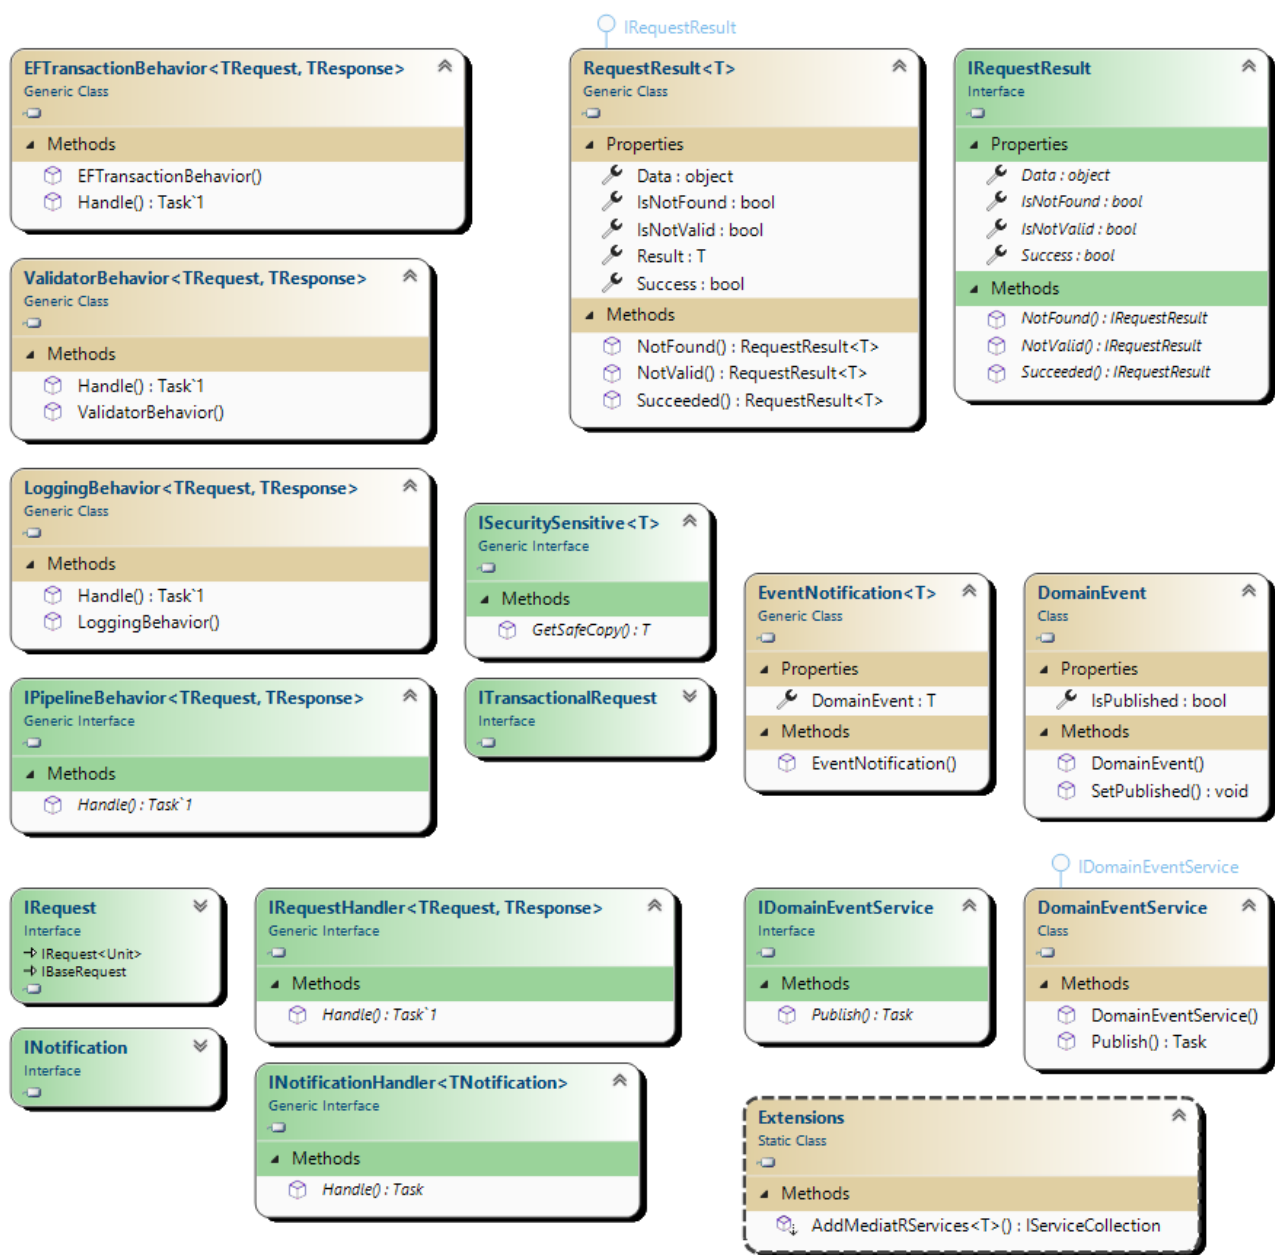 EFTransactionBehavior<TRequest, TResponse>
Generic Class
Methods
EFTransactionBehavior()
Handle() : Task`1
ValidatorBehavior<TRequest, TResponse>
Generic Class
Methods
Handle() : Task`1
ValidatorBehavior()
LoggingBehavior<TRequest, TResponse>
Generic Class
Methods
Handle() : Task`1
LoggingBehavior()
IPipelineBehavior<TRequest, TResponse>
Generic Interface
Methods
Handle() : Task`1
IRequestResult
RequestResult<T>
Generic Class
Properties
Data : object
IsNotFound : bool
IsNotValid : bool
Result : T
Success : bool
Methods
NotFound() : RequestResult<T>
NotValid() : RequestResult<T>
Succeeded() : RequestResult<T>
IRequestResult
Interface
Properties
Data : object
IsNotFound : bool
IsNotValid : bool
Success : bool
Methods
NotFound() : IRequestResult
NotValid() : IRequestResult
Succeeded() : IRequestResult
ISecuritySensitive<T>
Generic Interface
Methods
GetSafeCopy() : T
ITransactionalRequest
Interface
EventNotification<T>
Generic Class
Properties
DomainEvent : T
Methods
EventNotification()
DomainEvent
Class
Properties
IsPublished : bool
Methods
DomainEvent()
SetPublished() : void
IRequest
Interface
IRequest<Unit>
IBaseRequest
INotification
Interface
IRequestHandler<TRequest, TResponse>
Generic Interface
Methods
Handle() : Task`1
INotificationHandler<TNotification>
Generic Interface
Methods
Handle() : Task
IDomainEventService
Interface
Methods
Publish() : Task
IDomainEventService
DomainEventService
Class
Methods
DomainEventService()
Publish() : Task
Extensions
Static Class
Methods
AddMediatRServices<T>() : IServiceCollection